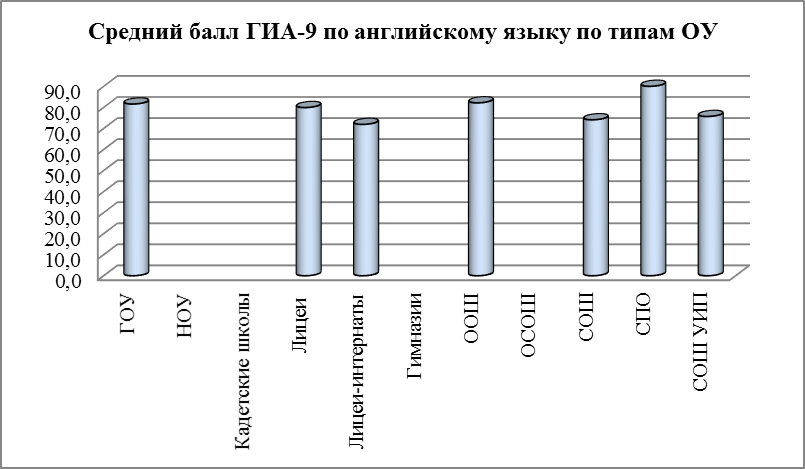 Средний балл ГИА-9 по английскому языку по типам ОУ
90,0
80,0
70,0
60,0
50,0
40,0
30,0
20,0
10,0
0,0
ГОУ
НОУ
Кадетские школы
Лицеи
Лицеи-интернаты
Гимназии
ООШ
ОСОШ
СОШ
СПО
СОШ УИП